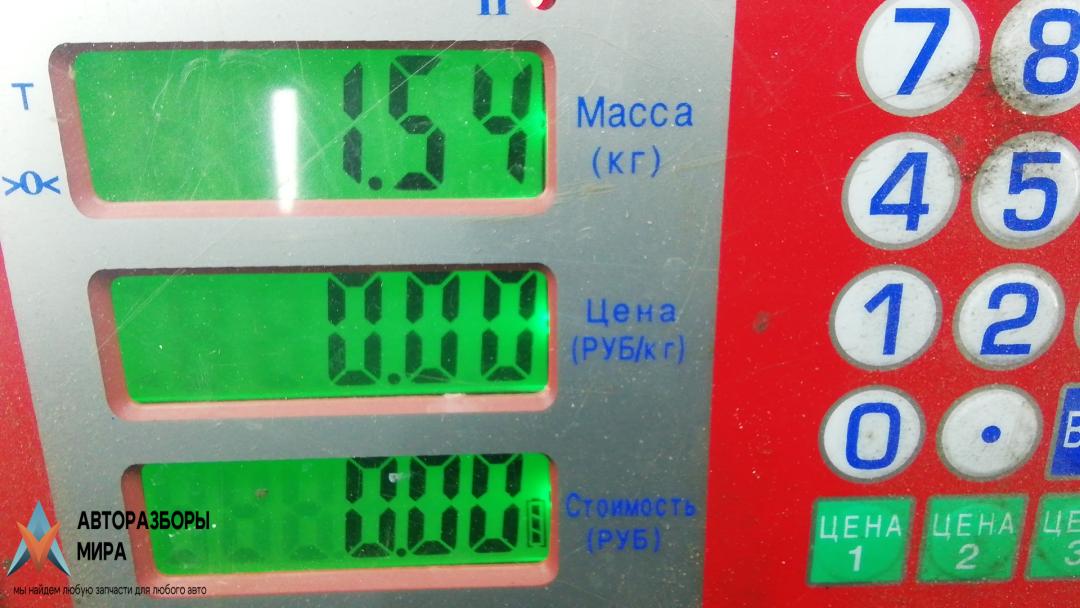 1.54
Масса
(кг)
Т
>0<
0.00
Цена
(РУБ/кг)
0.00
Стоимость
(РУБ)
7 8
4 5
1 2
0 •
ЦЕНА 1
ЦЕНА 2
АВТОРАЗБОРЫ
МИРА
мы найдем любую запчасти для любого авто